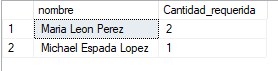 nombre Cantidad_requerida
1 Maria Leon Perez 2
2 Michael Espada Lopez 1